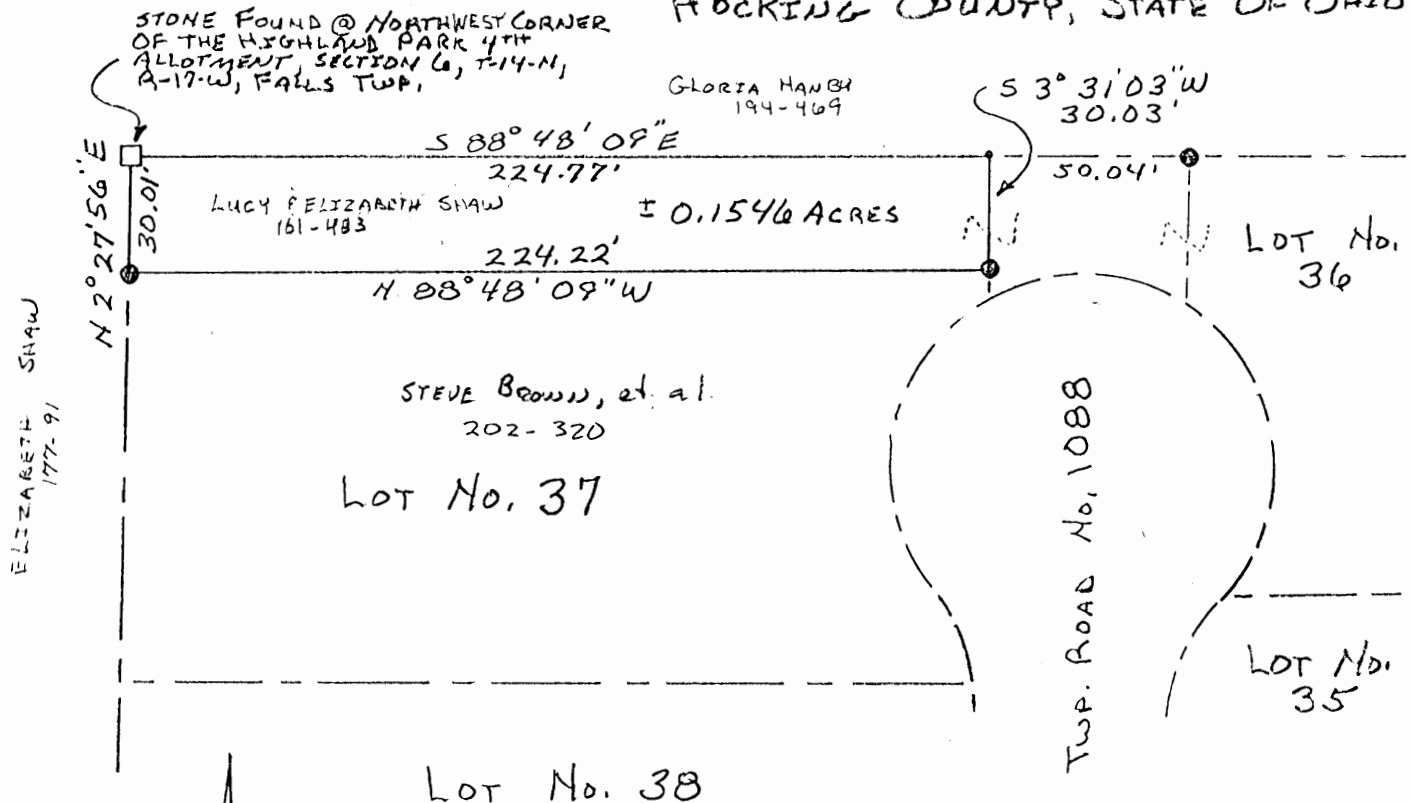 HOCKING COUNTY, STATE OF OHIO
STONE FOUND @ NORTHWEST CORNER
OF THE HIGHLAND PARK 4TH
ALLOTMENT, SECTION 6, T-14-N,
R-17-W, FALLS TWP.
GLORIA HANBY
194-469
S 3° 31' 03" W
30.03'
S 88° 48' 09" E
224.77'
50.04'
N 2° 27' 56' E
30.01'
LUCY & ELIZABETH SHAW
161-483
± 0.1546 ACRES
224.22'
N 88° 48' 09" W
N
N
LOT No.
36
ELIZABETH SHAW
177-91
STEVE BROWN, et. al.
202-320
LOT No. 37
TWP. ROAD No. 1088
LOT No.
35
LOT No. 38